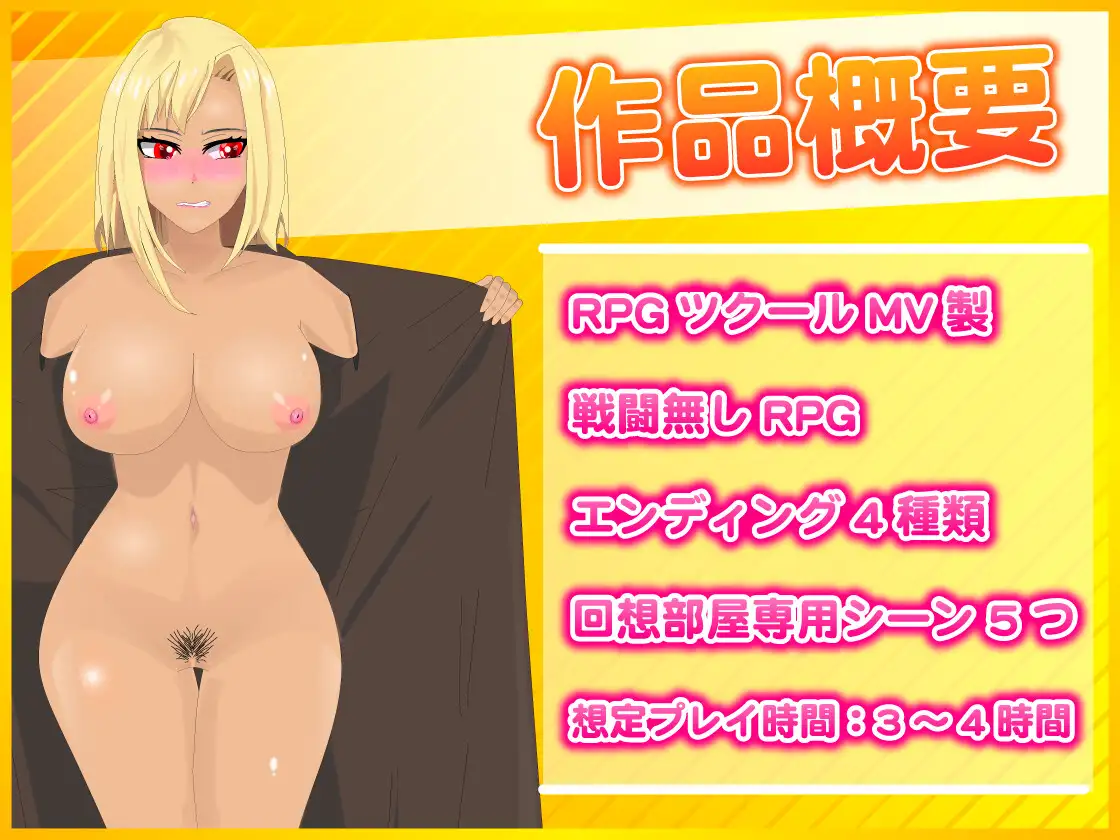 作品概要
RPGツクールMV製
戦闘無しRPG
エンディング4種類
回想部屋専用シーン5つ
想定プレイ時間：3～4時間